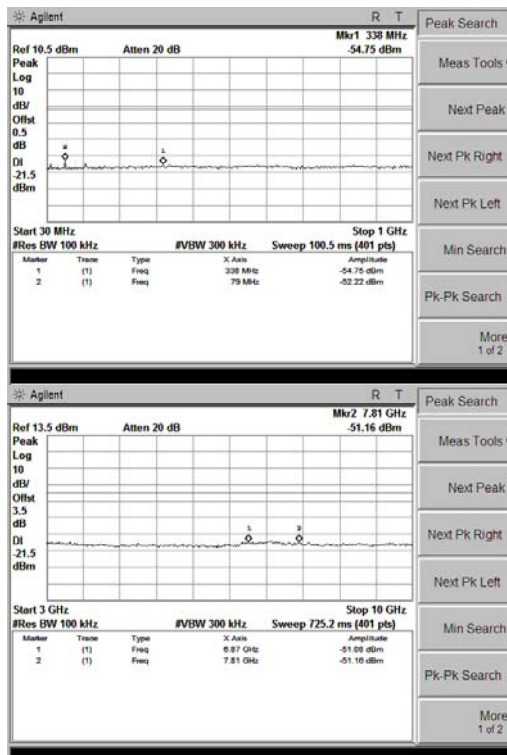 Agilent R T
Mkr1 338 MHz
Ref 10.5 dBm Atten 20 dB -54.75 dBm
Peak
Log
10
dB/
Offst
0.5
dB
DI
-21.5
dBm
2
1
Start 30 MHz Stop 1 GHz
#Res BW 100 kHz #VBW 300 kHz Sweep 100.5 ms (401 pts)
Marker Trace Type X Axis Amplitude
1 (1) Freq 338 MHz -54.75 dBm
2 (1) Freq 79 MHz -52.22 dBm
Peak Search
Meas Tools
Next Peak
Next Pk Right
Next Pk Left
Min Search
Pk-Pk Search
More
1 of 2
Agilent R T
Mkr2 7.81 GHz
Ref 13.5 dBm Atten 20 dB -51.16 dBm
Peak
Log
10
dB/
Offst
3.5
dB
DI
-21.5
dBm
1
2
Start 3 GHz Stop 10 GHz
#Res BW 100 kHz #VBW 300 kHz Sweep 725.2 ms (401 pts)
Marker Trace Type X Axis Amplitude
1 (1) Freq 6.87 GHz -51.08 dBm
2 (1) Freq 7.81 GHz -51.16 dBm
Peak Search
Meas Tools
Next Peak
Next Pk Right
Next Pk Left
Min Search
Pk-Pk Search
More
1 of 2